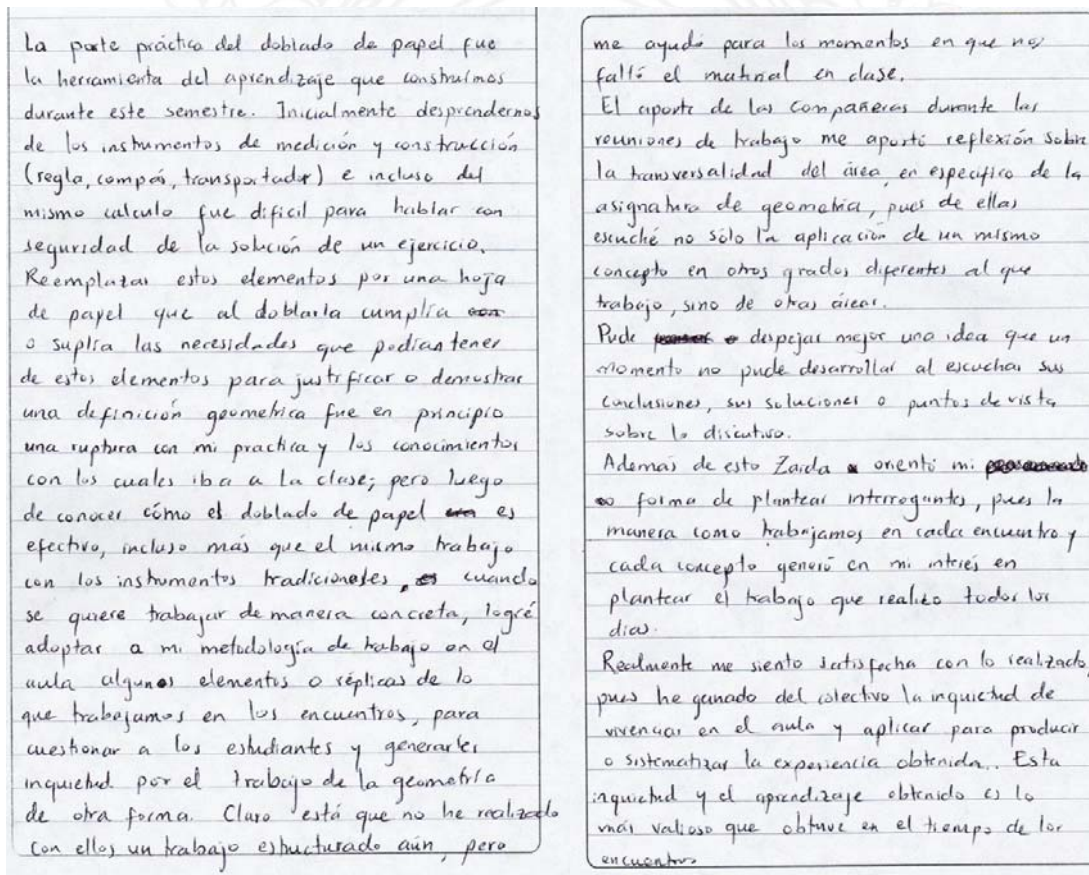 La parte práctica del doblado de papel fue
la herramienta del aprendizaje que construimos
durante este semestre. Inicialmente desprendernos
de los instrumentos de medición y construcción
(regla, compás, transportador) e incluso del
mismo calculo fue dificil para hablar con
seguridad de la solución de un ejercicio.
Reemplazar estos elementos por una hoja
de papel que al doblarla cumplía
o suplía las necesidades que podian tener
de estos elementos para justificar o demostrar
una definición geometrica fue en principio
una ruptura con mi practica y los conocimientos
con los cuales iba a la clase; pero luego
de conocer cómo el doblado de papel es
efectivo, incluso más que el mismo trabajo
con los instrumentos tradicionales, cuando
se quiere trabajar de manera concreta, logré
adoptar a mi metodología de trabajo en el
aula algunos elementos o réplicas de lo
que trabajamos en los encuentros, para
cuestionar a los estudiantes y generarles
inquietud por el trabajo de la geometría
de otra forma. Claro está que no he realizado
con ellos un trabajo estructurado aún, pero
me ayudó para los momentos en que nos
falló el material en clase.
El aporte de las compañeras durante las
reuniones de trabajo me aportó reflexión sobre
la transversalidad del área, en especifico de la
asignatura de geometria, pues de ellas
escuché no sólo la aplicación de un mismo
concepto en otros grados diferentes al que
trabajo, sino de otras áreas.
Pude despejar mejor una idea que un
momento no pude desarrollar al escuchar sus
conclusiones, sus soluciones o puntos de vista
sobre lo discutivo.
Además de esto Zaida orientó mi
forma de plantear interrogantes, pues la
manera como trabajamos en cada encuentro y
cada concepto generó en mi interés en
plantear el trabajo que realizo todos los
dias.
Realmente me siento satisfecha con lo realizado,
pues he ganado del colectivo la inquietud de
vivenciar en el aula y aplicar para producir
o sistematizar la experiencia obtenida. Esta
inquietud y el aprendizaje obtenido es lo
más valioso que obtuve en el tiempo de los
encuentros